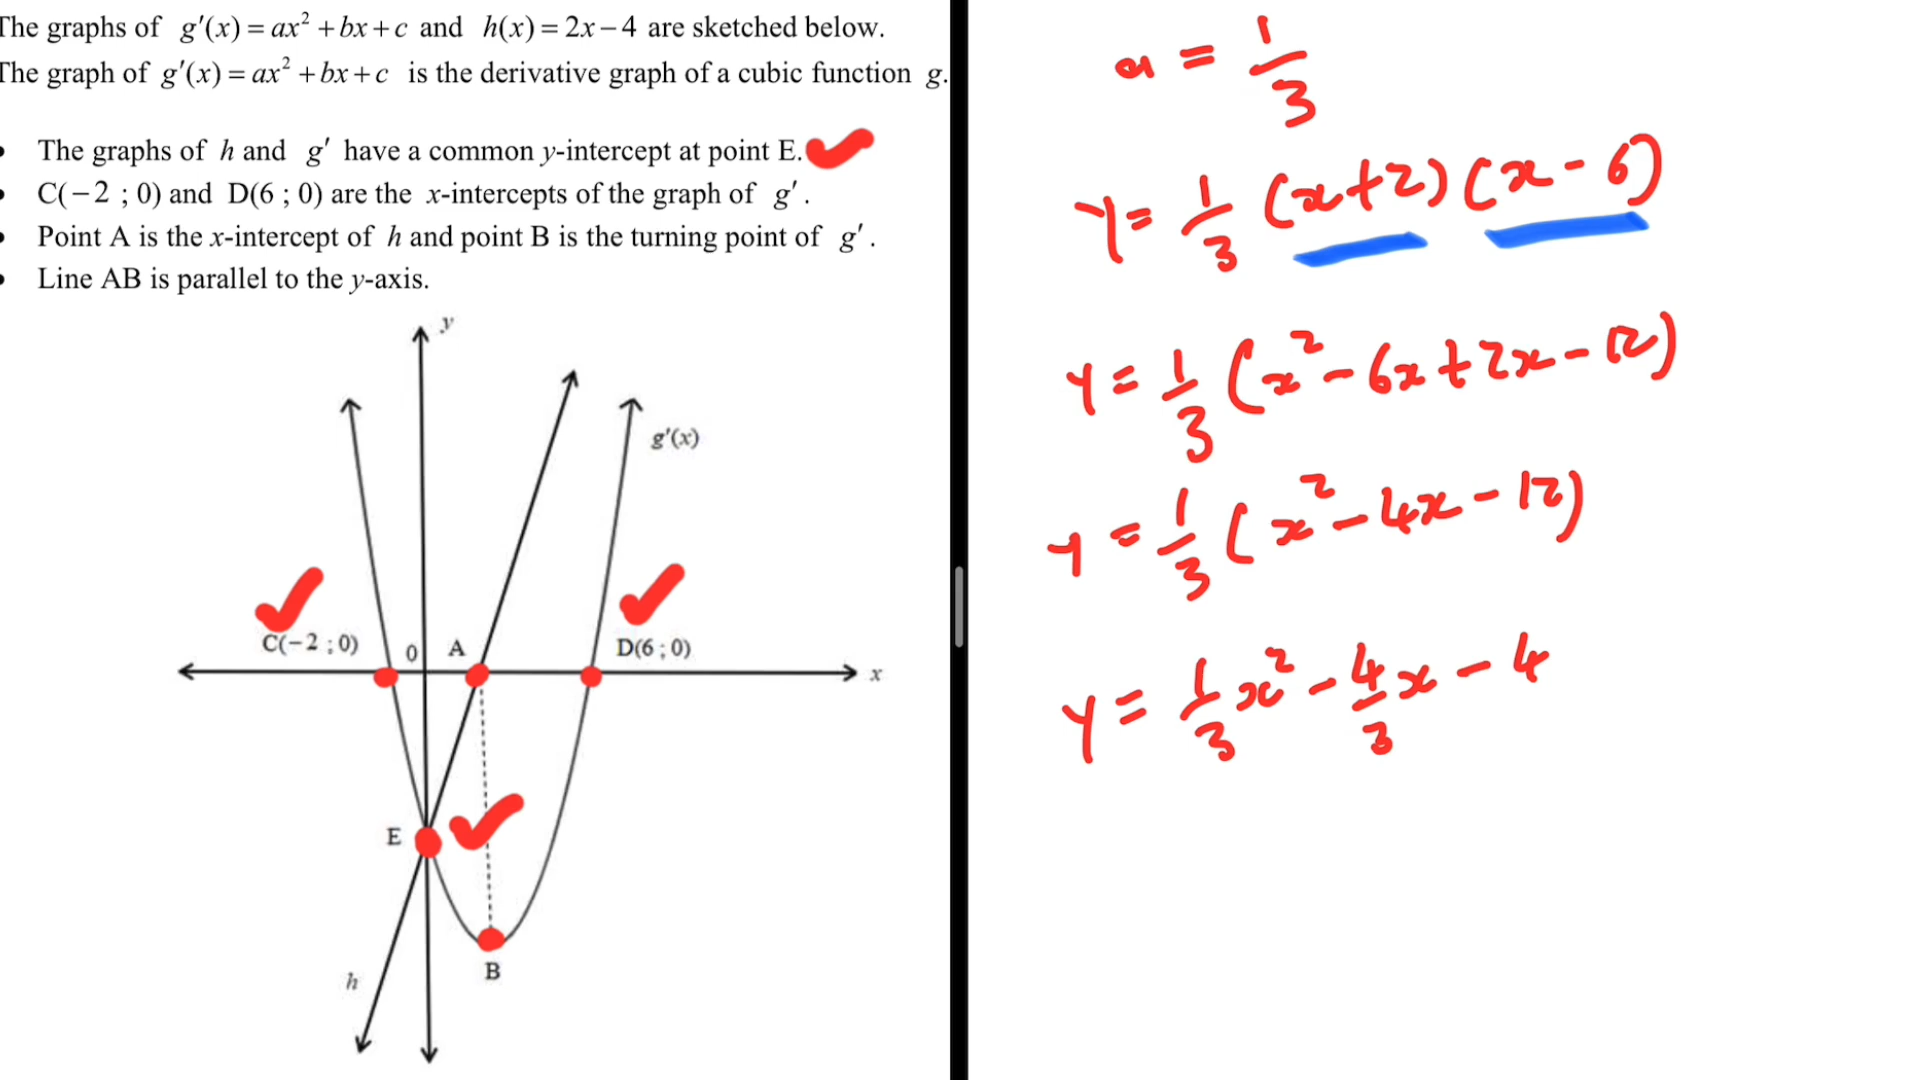 The graphs of g′(x) = ax² + bx + c and h(x) = 2x − 4 are sketched below.
The graph of g′(x) = ax² + bx + c is the derivative graph of a cubic function g.
• The graphs of h and g′ have a common y-intercept at point E.
• C(−2 ; 0) and D(6 ; 0) are the x-intercepts of the graph of g′.
• Point A is the x-intercept of h and point B is the turning point of g′.
• Line AB is parallel to the y-axis.
y
g′(x)
C(−2 ; 0)
0
A
D(6 ; 0)
x
E
B
h
a = 1/3
y = 1/3 (x+2)(x−6)
y = 1/3 (x² − 6x + 2x − 12)
y = 1/3 (x² − 4x − 12)
y = 1/3 x² − 4/3 x − 4